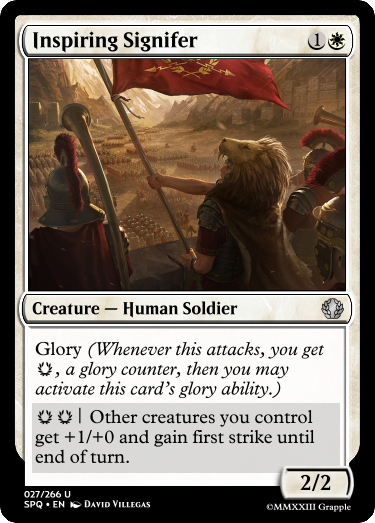 Inspiring Signifer 1
Creature — Human Soldier
Glory (Whenever this attacks, you get
, a glory counter, then you may
activate this card's glory ability.)
| Other creatures you control
get +1/+0 and gain first strike until
end of turn.
2/2
027/266 U
SPQ • EN David Villegas
©MMXXIII Grapple